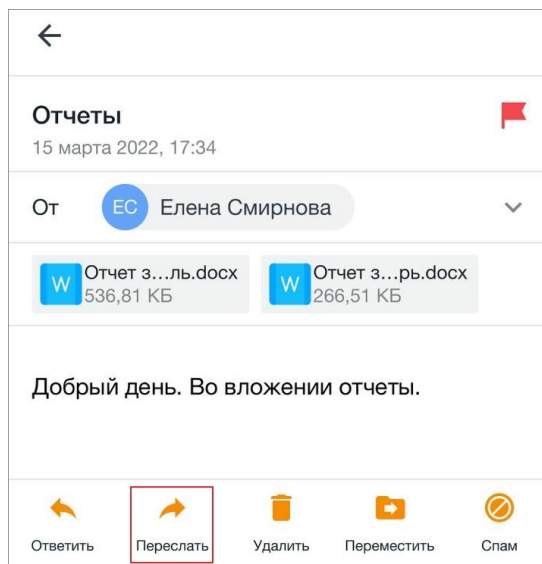 Отчеты
15 марта 2022, 17:34
От ЕС Елена Смирнова
W Отчет з...ль.docx W Отчет з...рь.docx
536,81 КБ 266,51 КБ
Добрый день. Во вложении отчеты.
Ответить Переслать Удалить Переместить Спам